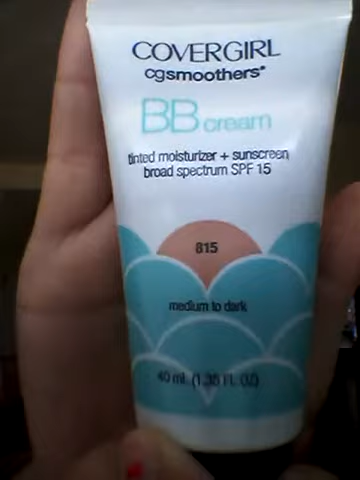 COVERGIRL
cgsmoothers®
BB cream
tinted moisturizer + sunscreen
broad spectrum SPF 15
815
medium to dark
40 ml (1.35 FL OZ)